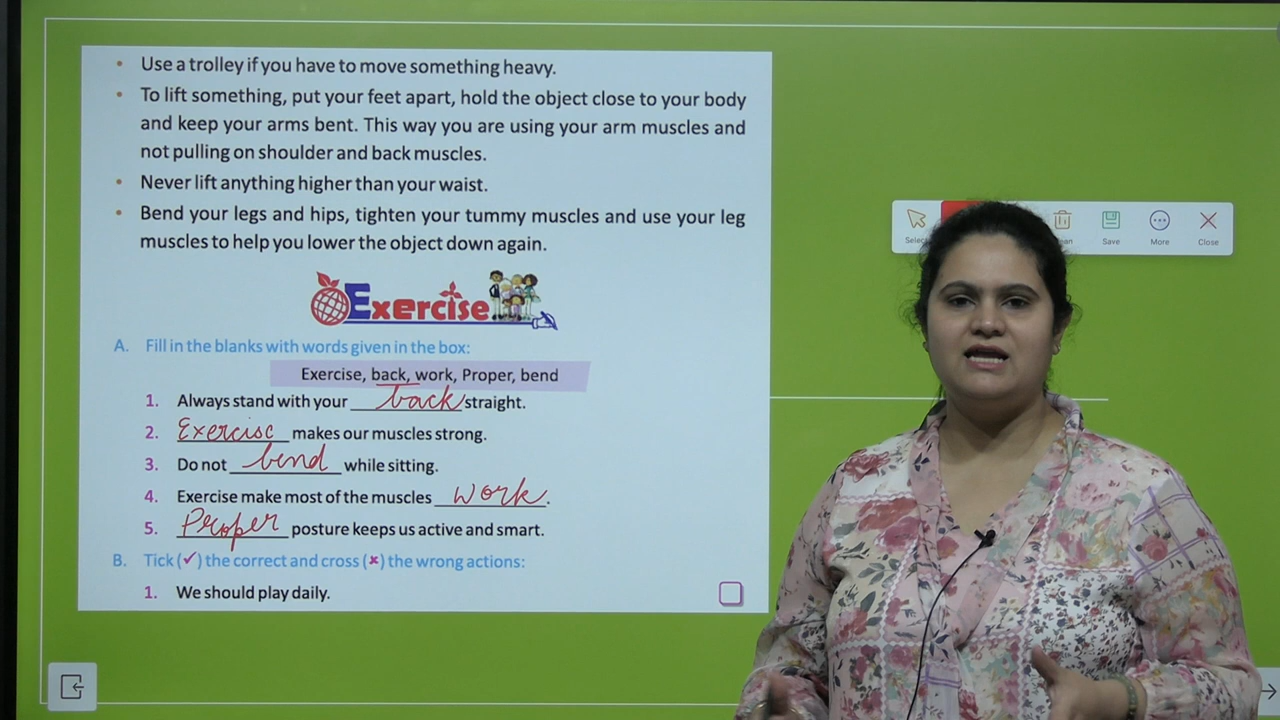 • Use a trolley if you have to move something heavy.
• To lift something, put your feet apart, hold the object close to your body
and keep your arms bent. This way you are using your arm muscles and
not pulling on shoulder and back muscles.
• Never lift anything higher than your waist.
• Bend your legs and hips, tighten your tummy muscles and use your leg
muscles to help you lower the object down again.
Exercise
A. Fill in the blanks with words given in the box:
Exercise, back, work, Proper, bend
1. Always stand with your back straight.
2. Exercise makes our muscles strong.
3. Do not bend while sitting.
4. Exercise make most of the muscles work.
5. Proper posture keeps us active and smart.
B. Tick (✓) the correct and cross (×) the wrong actions:
1. We should play daily.
Save More Close